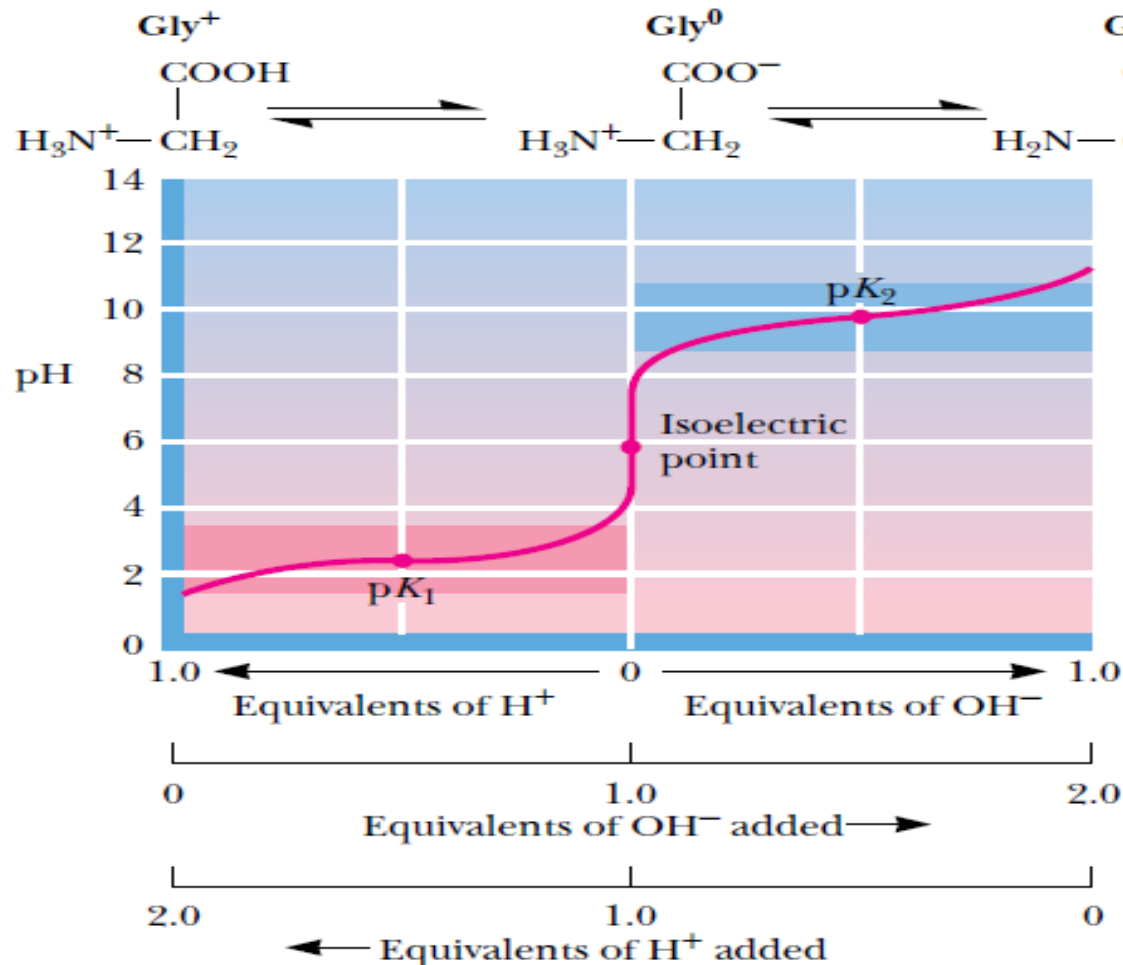 Gly⁺ Gly⁰ G
COOH COO⁻
H₃N⁺—CH₂ H₃N⁺—CH₂ H₂N—
14
12
10
pH 8
6
4
2
0
pK₂
Isoelectric
point
pK₁
1.0 0 1.0
Equivalents of H⁺ Equivalents of OH⁻
0 1.0 2.0
Equivalents of OH⁻ added
2.0 1.0 0
Equivalents of H⁺ added